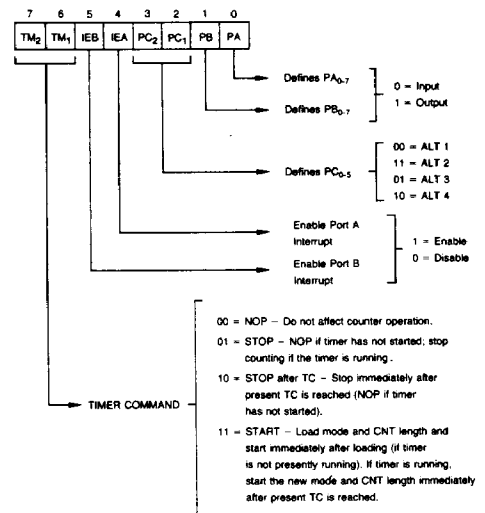 7 6 5 4 3 2 1 0
TM₂ TM₁ IEB IEA PC₂ PC₁ PB PA
Defines PA₀₋₇
0 = Input
1 = Output
Defines PB₀₋₇
Defines PC₀₋₅
00 = ALT 1
11 = ALT 2
01 = ALT 3
10 = ALT 4
Enable Port A
Interrupt
1 = Enable
0 = Disable
Enable Port B
Interrupt
TIMER COMMAND
00 = NOP – Do not affect counter operation.
01 = STOP – NOP if timer has not started; stop
counting if the timer is running.
10 = STOP after TC – Stop immediately after
present TC is reached (NOP if timer
has not started).
11 = START – Load mode and CNT length and
start immediately after loading (if timer
is not presently running). If timer is running,
start the new mode and CNT length immediately
after present TC is reached.